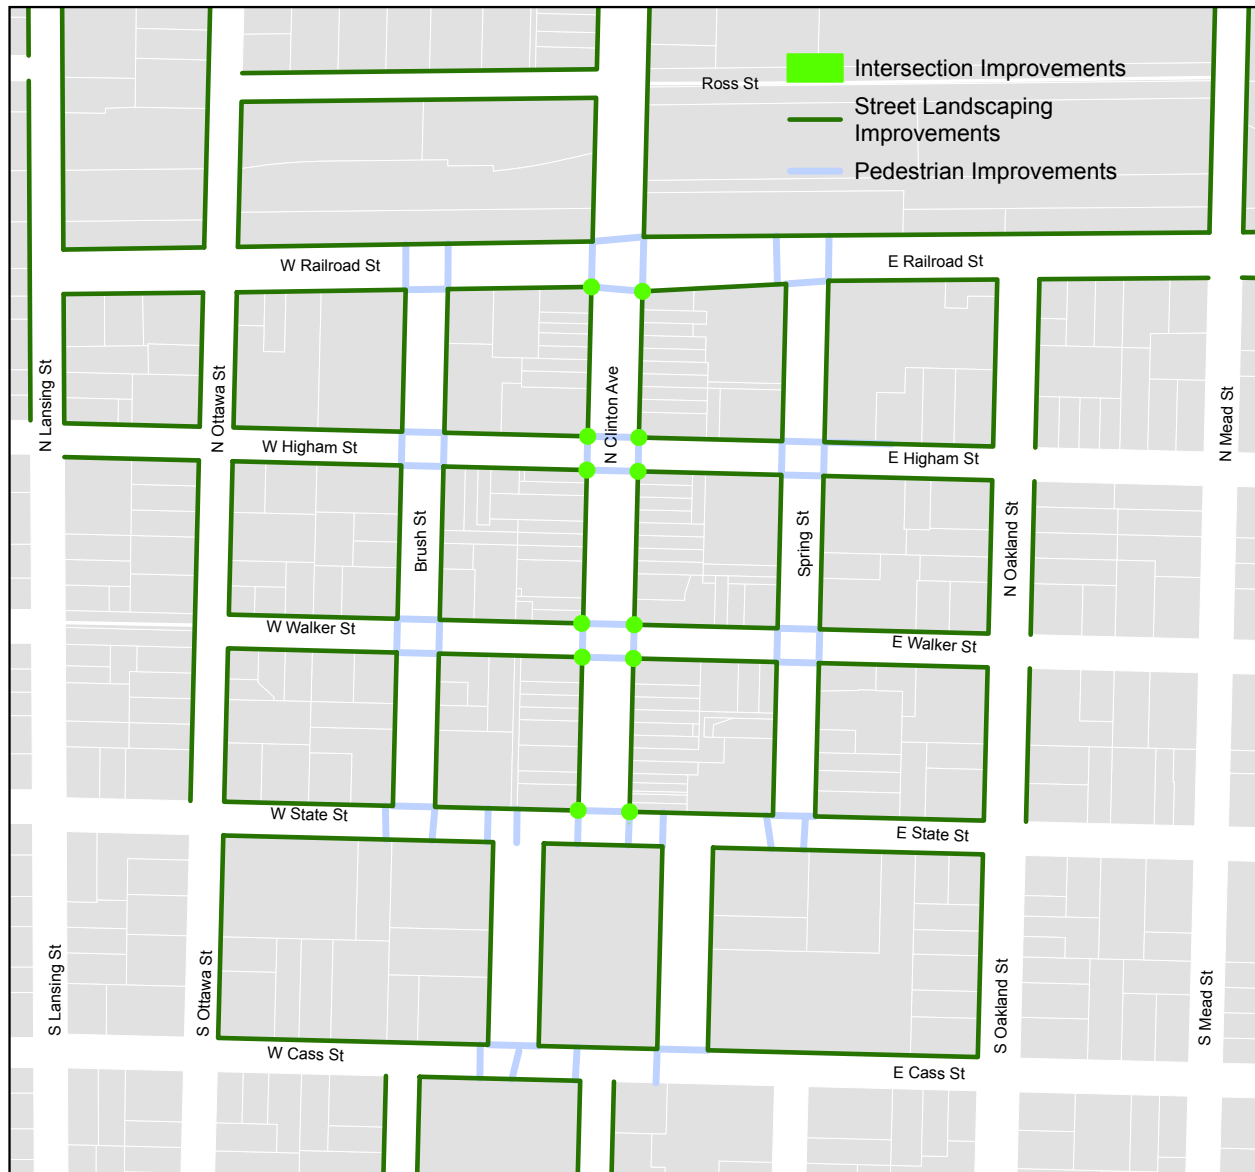 Intersection Improvements
Ross St
Street Landscaping
Improvements
Pedestrian Improvements
W Railroad St
E Railroad St
N Lansing St
N Ottawa St
N Clinton Ave
N Mead St
W Higham St
E Higham St
Brush St
Spring St
N Oakland St
W Walker St
E Walker St
W State St
E State St
S Lansing St
S Ottawa St
S Oakland St
S Mead St
W Cass St
E Cass St